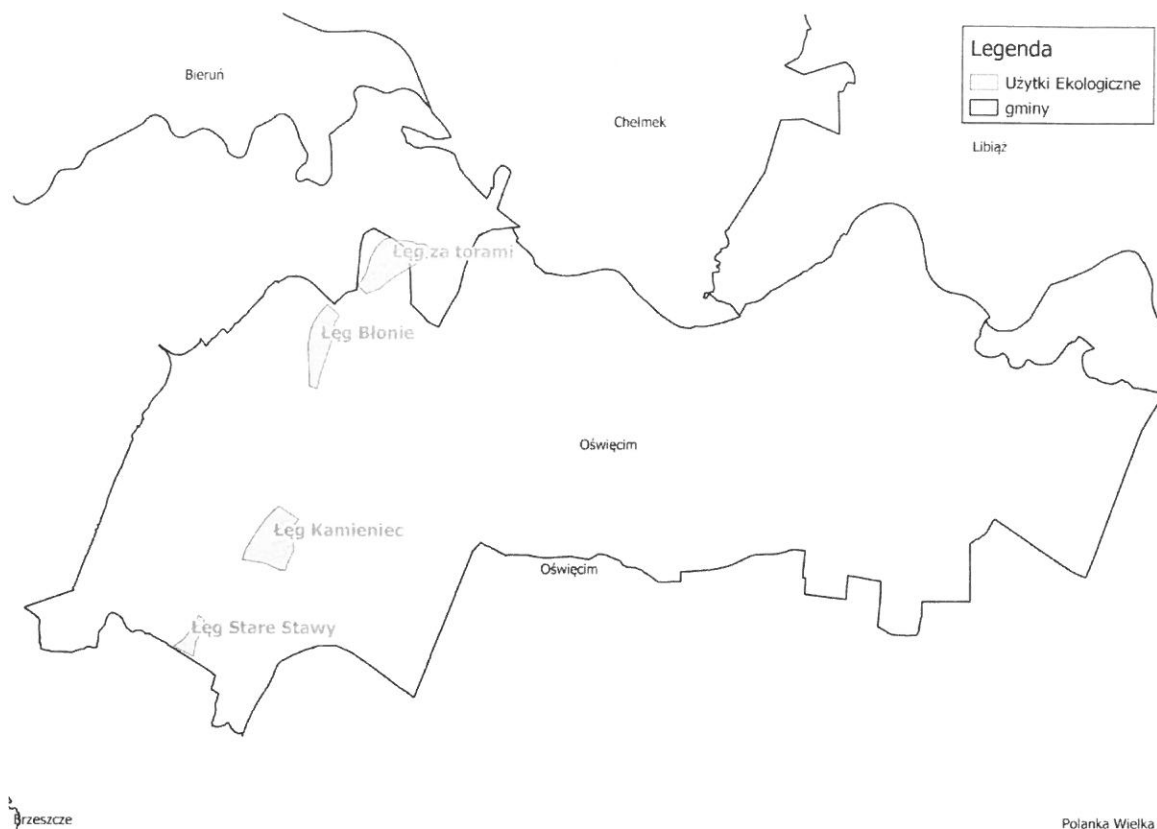 Legenda
Użytki Ekologiczne
gminy
Bieruń
Chełmek
Libiąż
Łęg za torami
Łęg Błonie
Oświęcim
Łęg Kamieniec
Oświęcim
Łęg Stare Stawy
Brzeszcze
Polanka Wielka